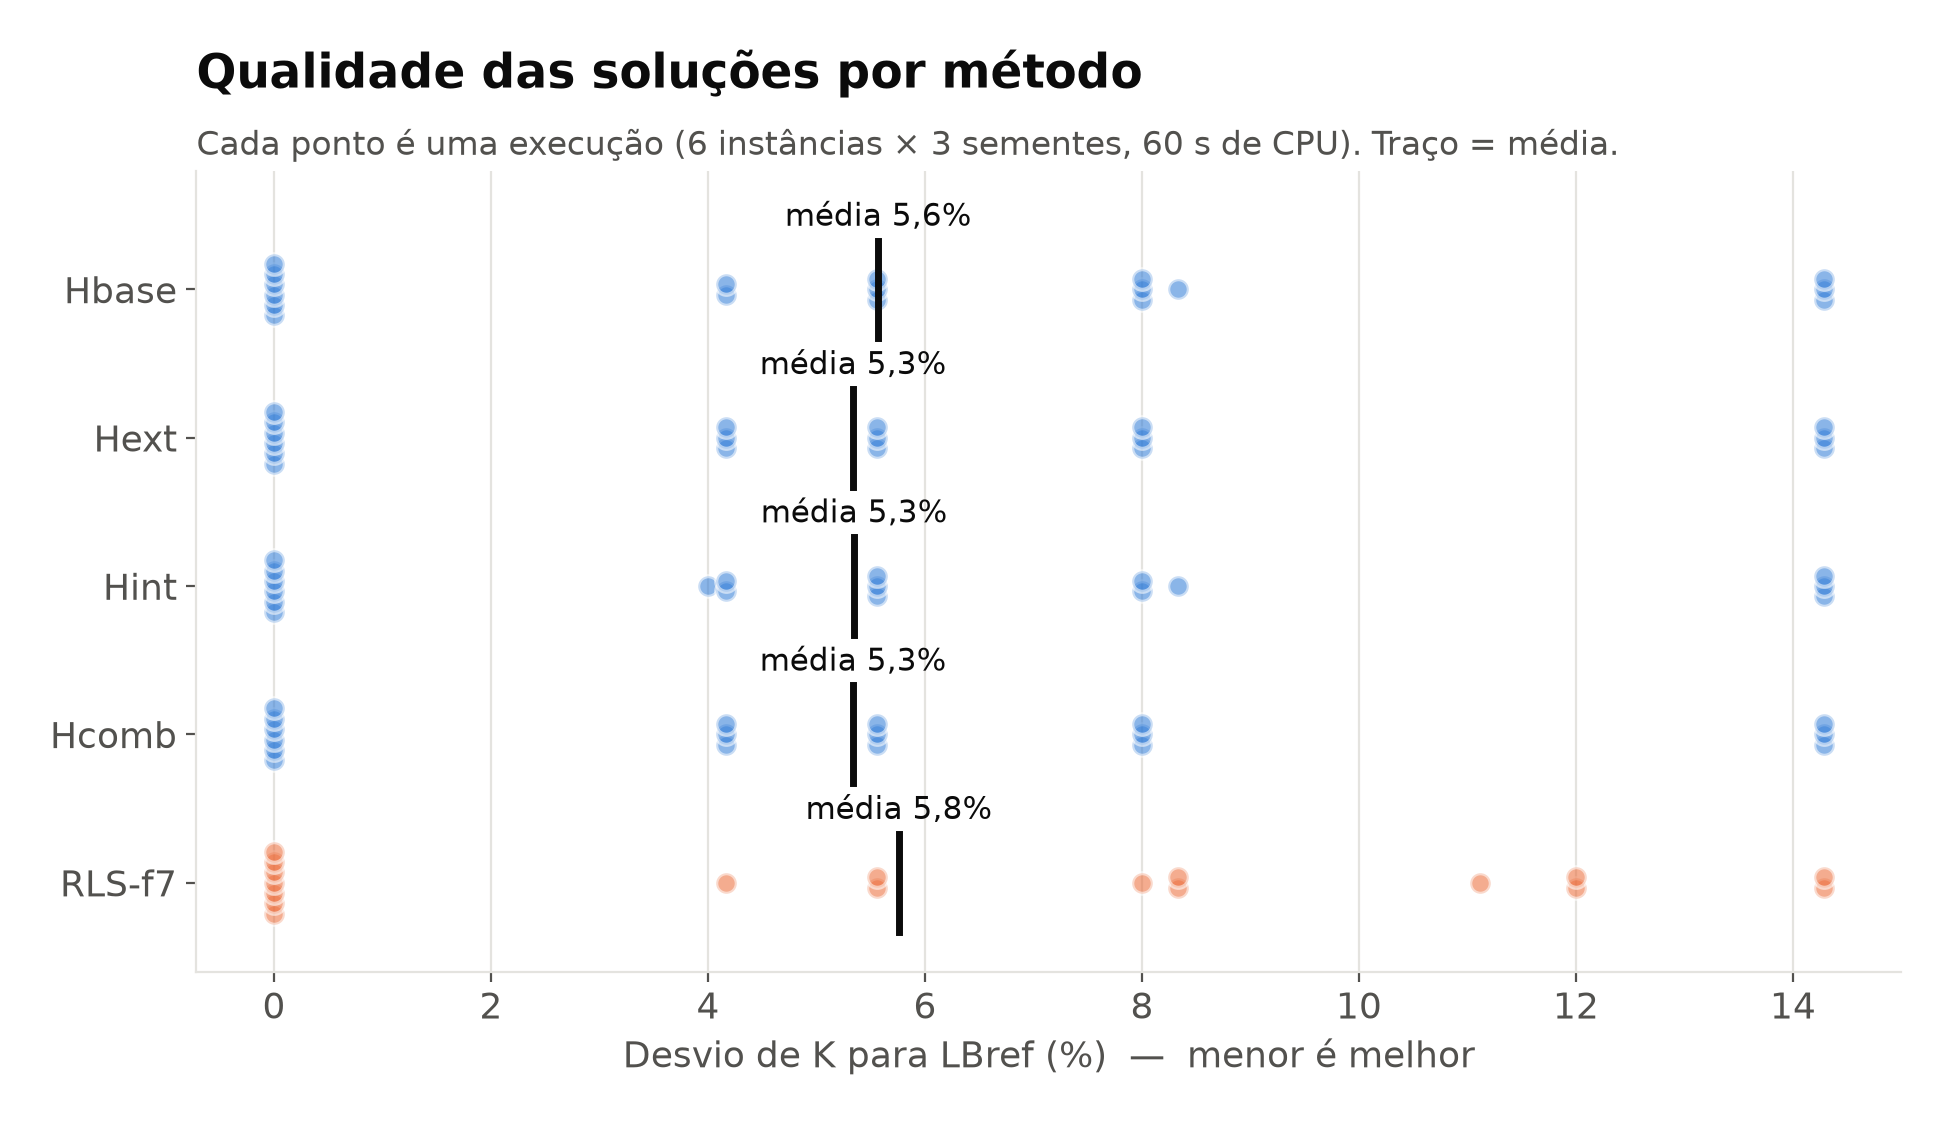 Qualidade das soluções por método
Cada ponto é uma execução (6 instâncias × 3 sementes, 60 s de CPU). Traço = média.
média 5,6%
Hbase
média 5,3%
Hext
média 5,3%
Hint
média 5,3%
Hcomb
média 5,8%
RLS-f7
0 2 4 6 8 10 12 14
Desvio de K para LBref (%) — menor é melhor